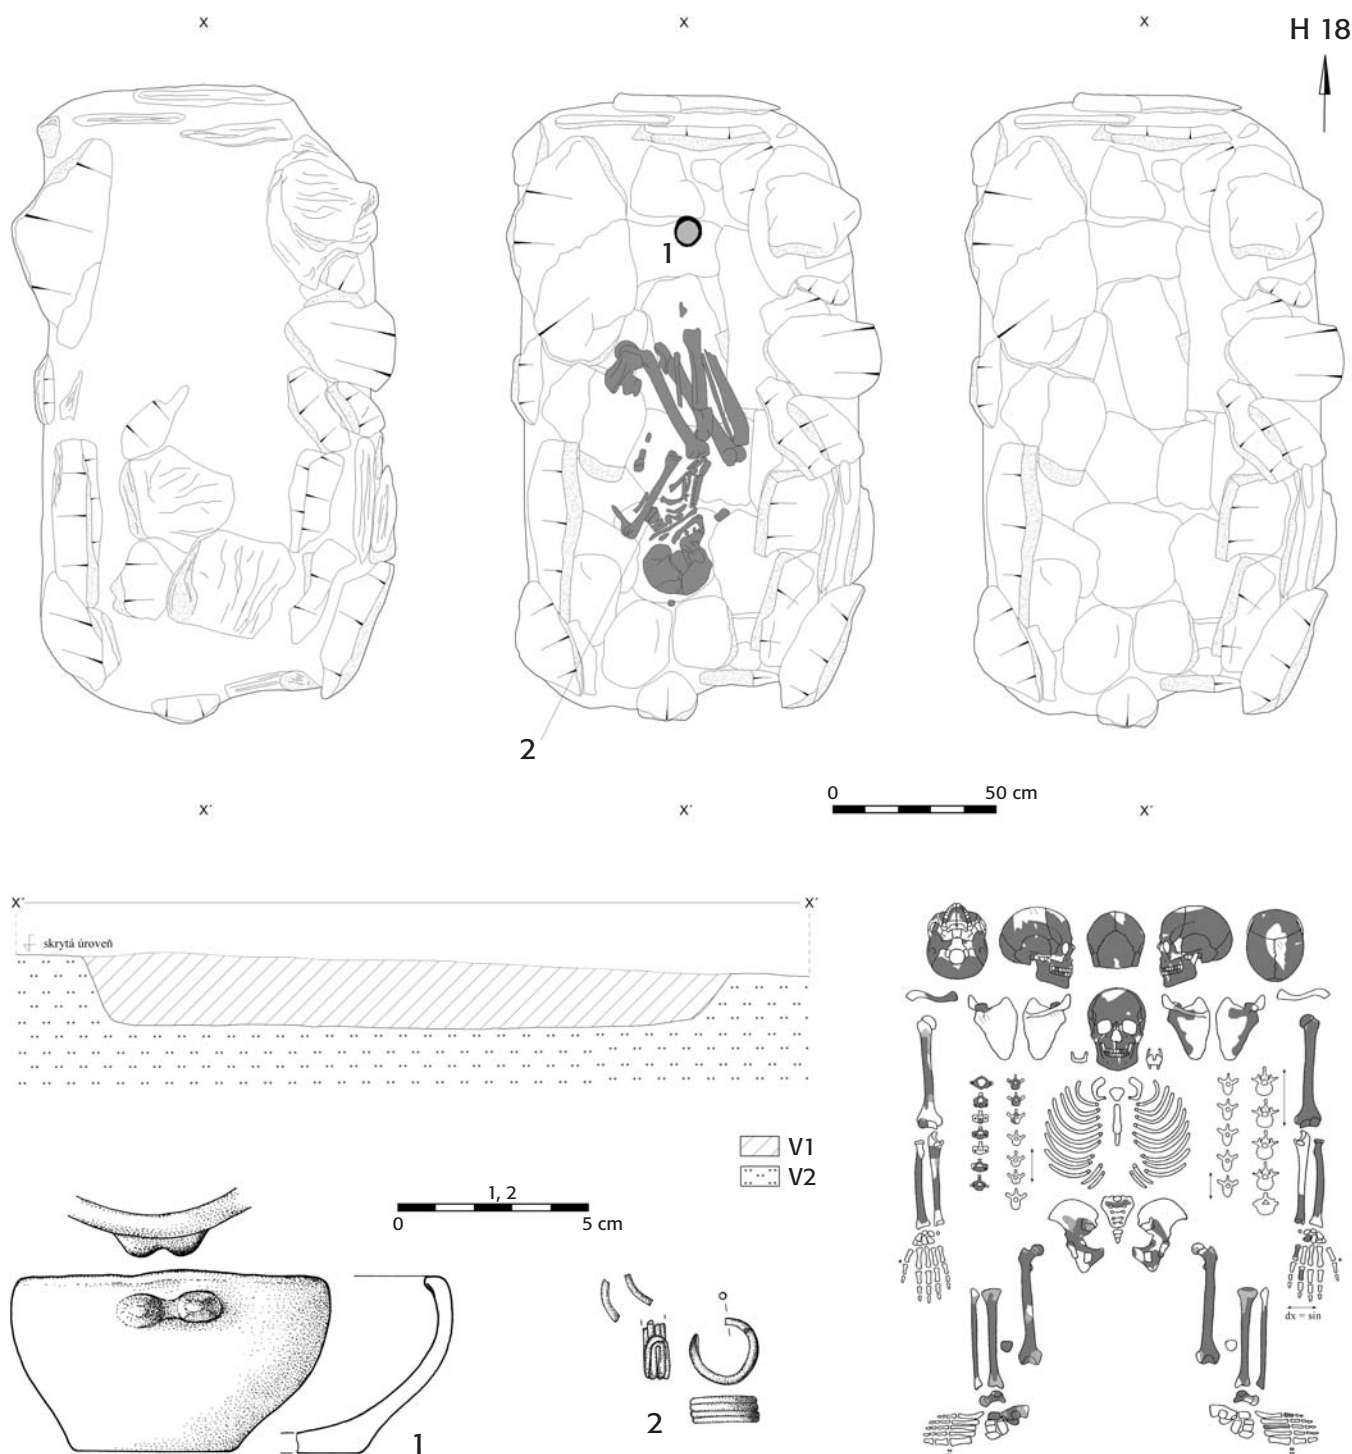 x x x H 18
1
2
0 50 cm
x' x' x'
x' x'
skrytá úroveň
V1
V2
1, 2
0 5 cm
dx = sin
1
2